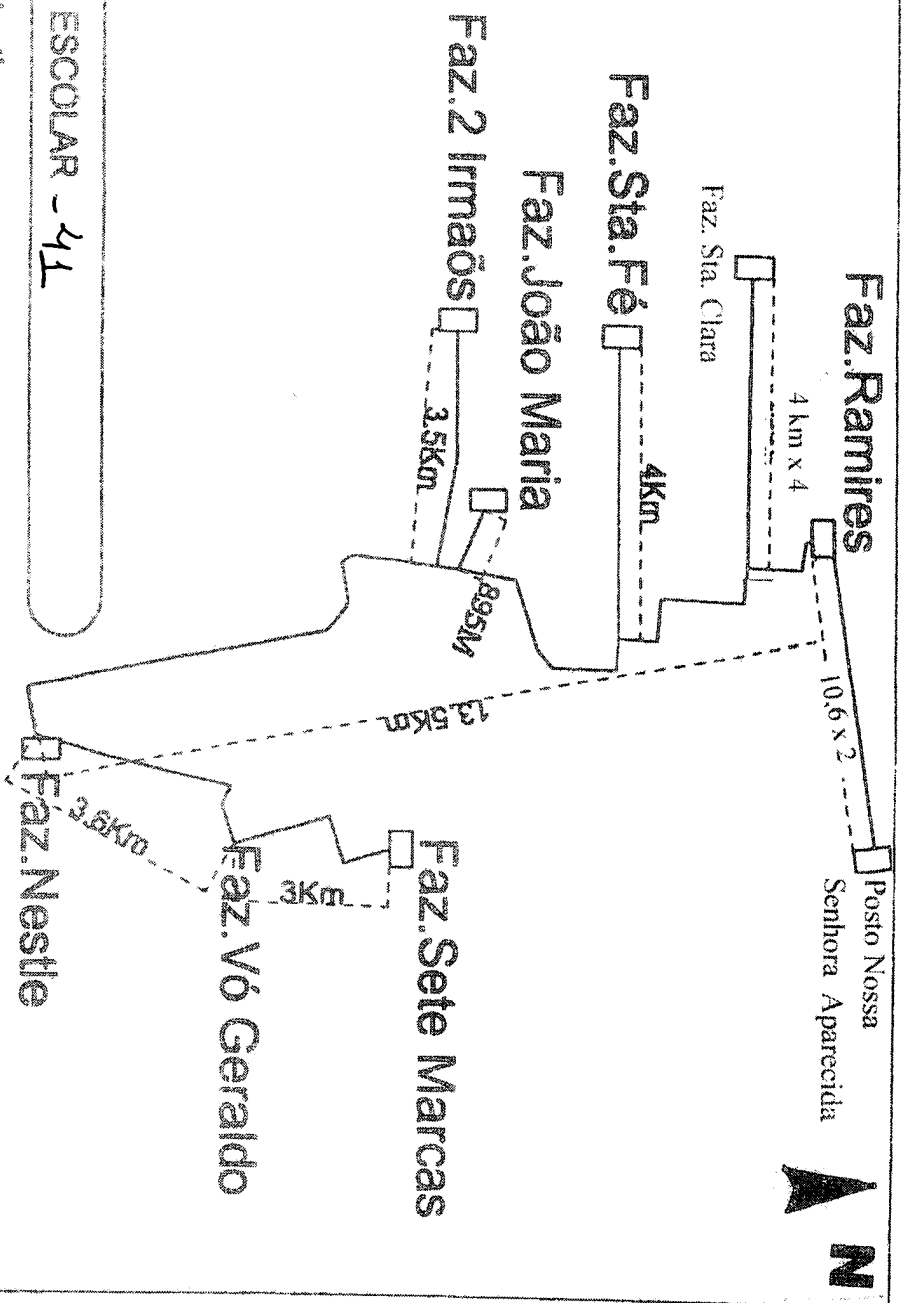 Posto Nossa
Senhora Aparecida
N
Faz.Ramires
10,6 x 2
4 km x 4
Faz. Sta. Clara
Faz.Sta.Fé
4Km
Faz.João Maria
895M
Faz.2 Irmaõs
3.5Km
13.5Km
Faz.Sete Marcas
3Km
Faz.Vó Geraldo
3.6Km
Faz.Nestle
ESCOLAR - 41